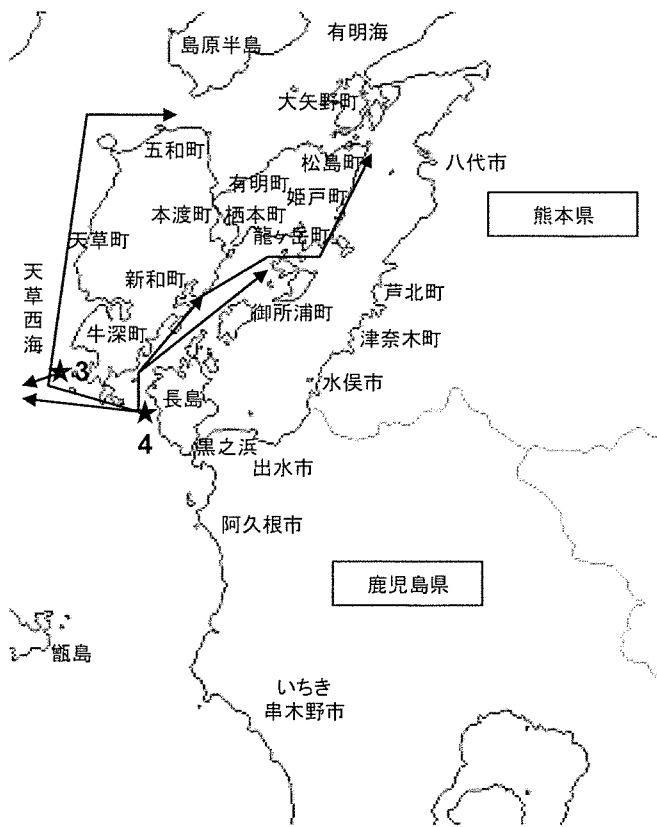 有明海
島原半島
大矢野町
五和町
松島町
八代市
有明町
姫戸町
本渡町
栖本町
熊本県
龍ヶ岳町
天草町
天草西海
新和町
芦北町
御所浦町
牛深町
津奈木町
3
水俣市
長島
4
黒之浜
出水市
阿久根市
鹿児島県
甑島
いちき
串木野市